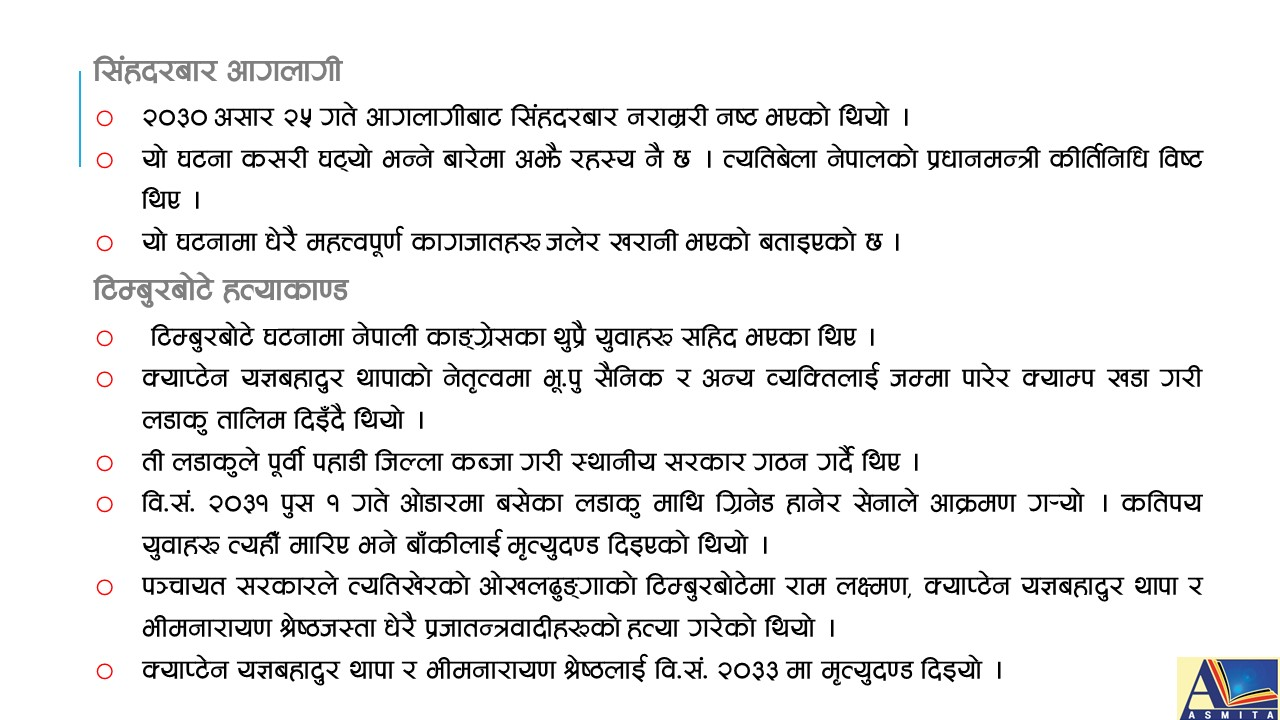 सिंहदरबार आगलागी
२०३० असार २५ गते आगलागीबाट सिंहदरबार नराम्ररी नष्ट भएको थियो ।
यो घटना कसरी घट्यो भन्ने बारेमा अझै रहस्य नै छ । त्यतिबेला नेपालको प्रधानमन्त्री कीर्तिनिधि विष्ट
थिए ।
यो घटनामा धेरै महत्त्वपूर्ण कागजातहरु जलेर खरानी भएको बताइएको छ ।
टिम्बुरबोटे हत्याकाण्ड
टिम्बुरबोटे घटनामा नेपाली काङ्ग्रेसका थुप्रै युवाहरु सहिद भएका थिए ।
क्याप्टेन यज्ञबहादुर थापाको नेतृत्वमा भू.पु सैनिक र अन्य व्यक्तिलाई जम्मा पारेर क्याम्प खडा गरी
लडाकु तालिम दिइँदै थियो ।
ती लडाकुले पूर्वी पहाडी जिल्ला कब्जा गरी स्थानीय सरकार गठन गर्दै थिए ।
वि.सं. २०३१ पुस १ गते ओडारमा बसेका लडाकु माथि ग्रिनेड हानेर सेनाले आक्रमण गऱ्यो । कतिपय
युवाहरु त्यहीँ मारिए भने बाँकीलाई मृत्युदण्ड दिइएको थियो ।
पञ्चायत सरकारले त्यतिखेरको ओखलढुङ्गाको टिम्बुरबोटेमा राम लक्ष्मण, क्याप्टेन यज्ञबहादुर थापा र
भीमनारायण श्रेष्ठजस्ता धेरै प्रजातन्त्रवादीहरुको हत्या गरेको थियो ।
क्याप्टेन यज्ञबहादुर थापा र भीमनारायण श्रेष्ठलाई वि.सं. २०३३ मा मृत्युदण्ड दिइयो ।
ASMITA